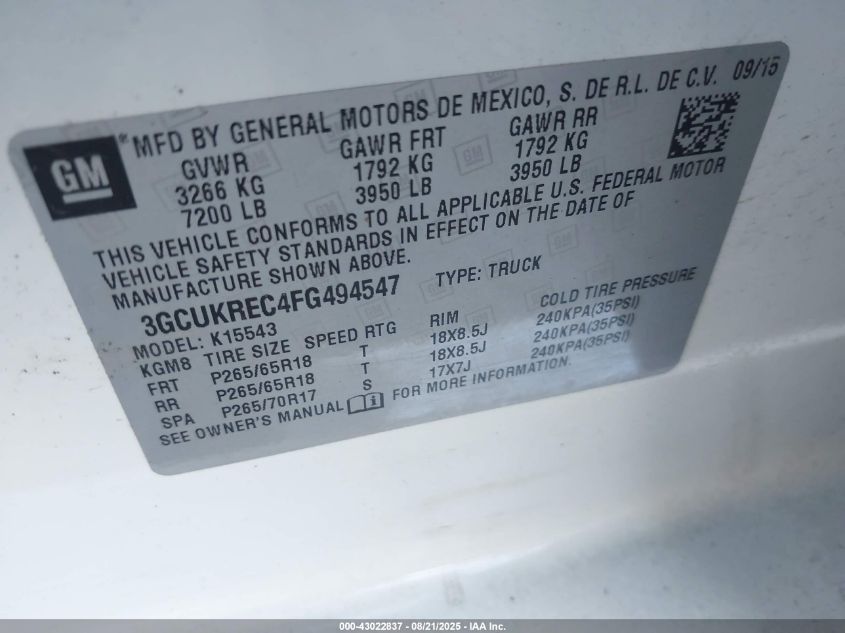 GM
*MFD BY GENERAL MOTORS DE MEXICO, S. DE R.L. DE C.V. 09/15
GVWR GAWR FRT GAWR RR
3266 KG 1792 KG 1792 KG
7200 LB 3950 LB 3950 LB
THIS VEHICLE CONFORMS TO ALL APPLICABLE U.S. FEDERAL MOTOR
VEHICLE SAFETY STANDARDS IN EFFECT ON THE DATE OF
MANUFACTURE SHOWN ABOVE.
3GCUKREC4FG494547 TYPE: TRUCK
MODEL: K15543
KGM8 TIRE SIZE SPEED RTG RIM COLD TIRE PRESSURE
FRT P265/65R18 T 18X8.5J 240KPA(35PSI)
RR P265/65R18 T 18X8.5J 240KPA(35PSI)
SPA P265/70R17 S 17X7J 240KPA(35PSI)
SEE OWNER'S MANUAL FOR MORE INFORMATION.
000-43022837 - 08/21/2025 - IAA Inc.